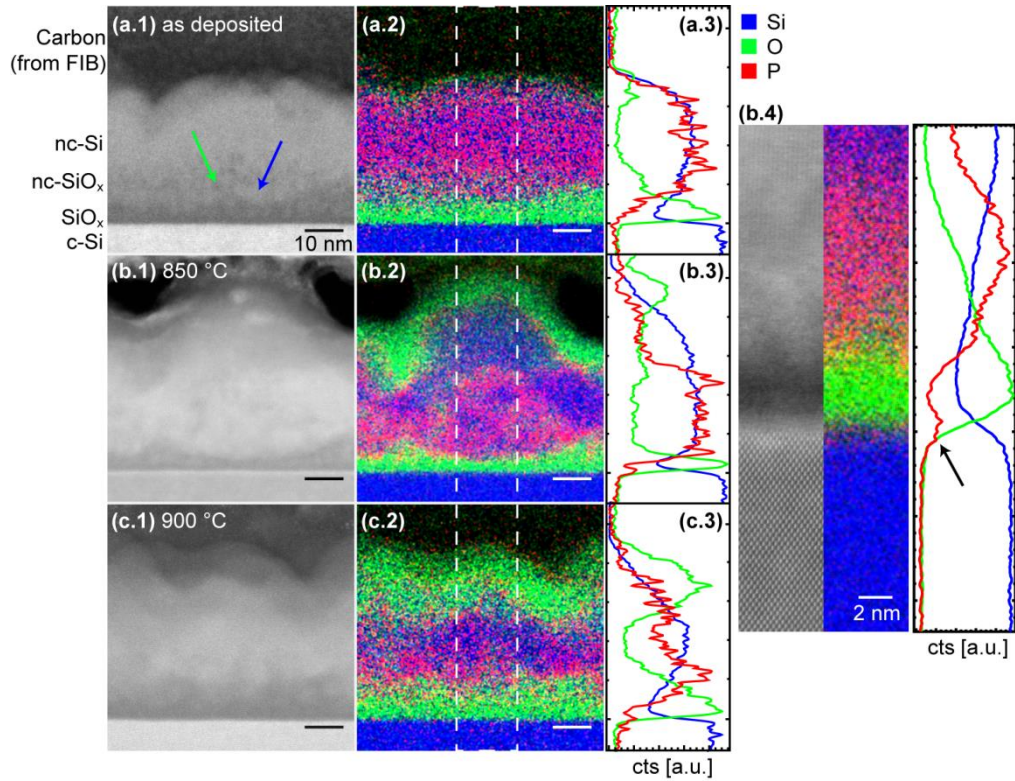 Carbon
(from FIB)
nc-Si
nc-SiOₓ
SiOₓ
c-Si
(a.1) as deposited
10 nm
(a.2)
(a.3)
Si
O
P
(b.1) 850 °C
(b.2)
(b.3)
(b.4)
2 nm
cts [a.u.]
(c.1) 900 °C
(c.2)
(c.3)
cts [a.u.]